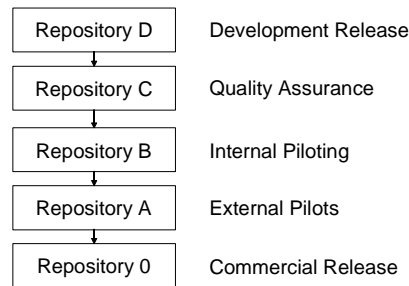 Repository D Development Release
Repository C Quality Assurance
Repository B Internal Piloting
Repository A External Pilots
Repository 0 Commercial Release